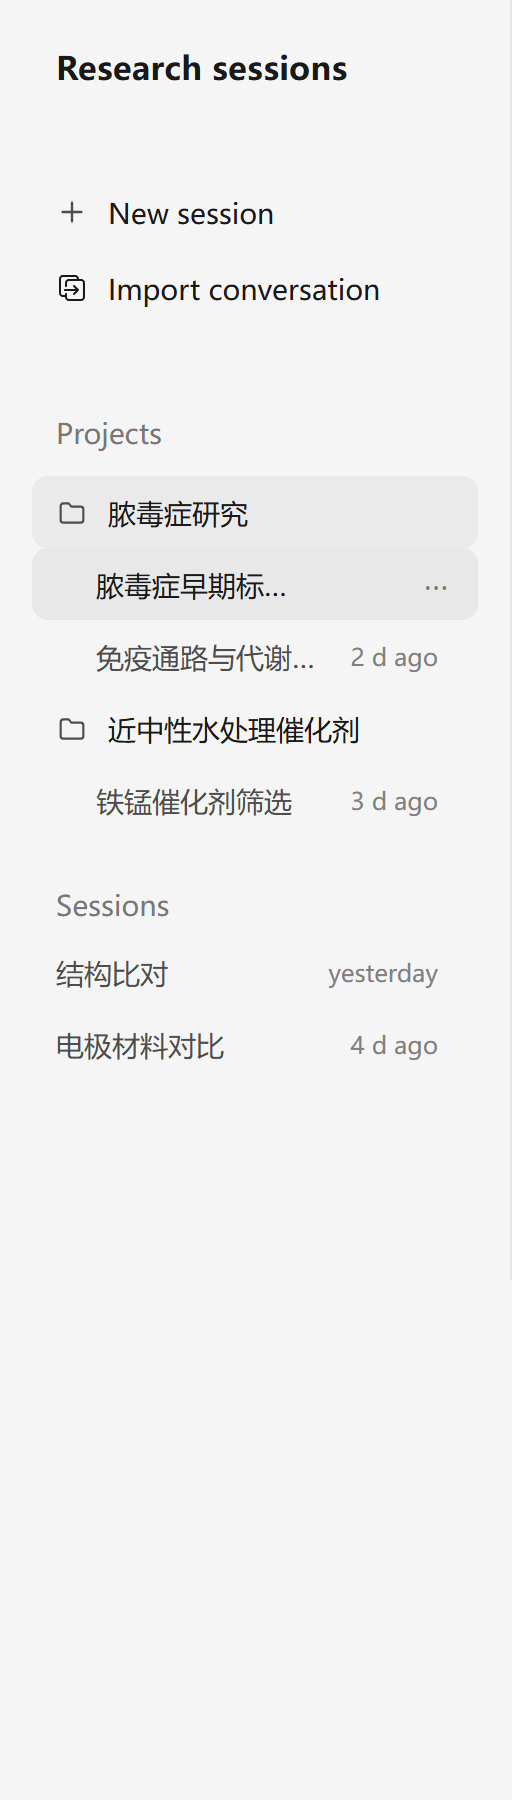 Research sessions
New session
Import conversation
Projects
脓毒症研究
脓毒症早期标...
免疫通路与代谢... 2 d ago
近中性水处理催化剂
铁锰催化剂筛选 3 d ago
Sessions
结构比对 yesterday
电极材料对比 4 d ago